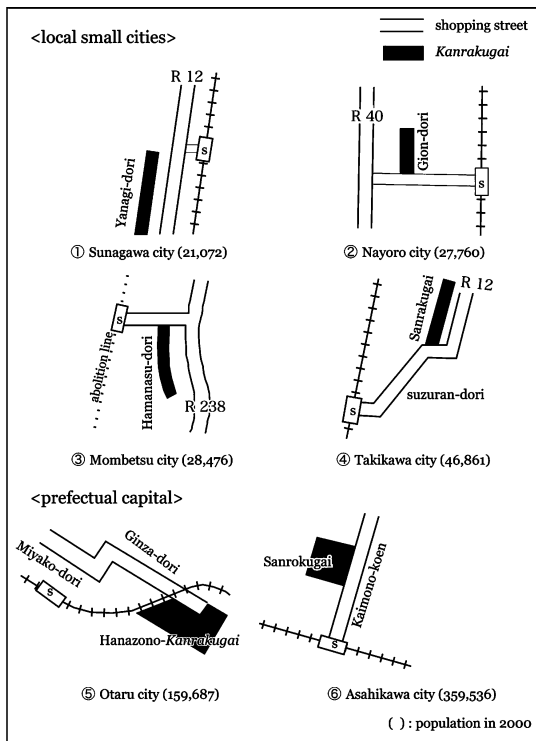 shopping street
<local small cities>
Kanrakugai
R 12
R 40
S
Yanagi-dori
Gion-dori
S
① Sunagawa city (21,072)
② Nayoro city (27,760)
S
abolition line
Hamanasu-dori
R 238
Sanrakugai
R 12
suzuran-dori
S
③ Mombetsu city (28,476)
④ Takikawa city (46,861)
<prefectual capital>
Ginza-dori
Miyako-dori
S
Hanazono-Kanrakugai
Sanrokugai
Kaimono-koen
S
⑤ Otaru city (159,687)
⑥ Asahikawa city (359,536)
( ) : population in 2000